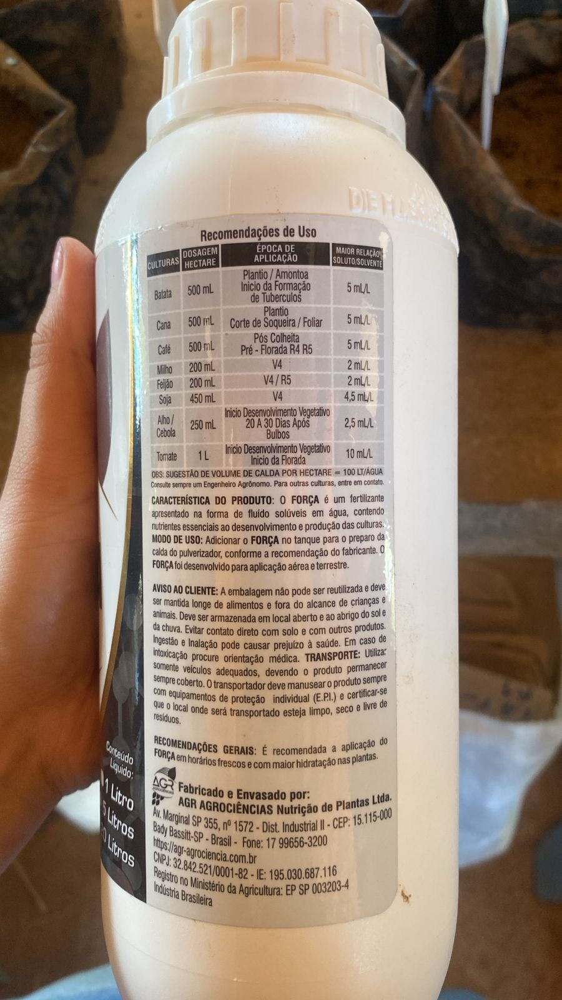 DIE F
Recomendações de Uso
CULTURAS DOSAGEM HECTARE ÉPOCA DE APLICAÇÃO MAIOR RELAÇÃO SOLUTO/SOLVENTE
Batata 500 mL Plantio / Amontoa Inicio da Formação de Tuberculos 5 mL/L
Cana 500 mL Plantio Corte de Soqueira / Foliar 5 mL/L
Café 500 mL Pós Colheita Pré - Florada R4 R5 5 mL/L
Milho 200 mL V4 2 mL/L
Feijão 200 mL V4 / R5 2 mL/L
Soja 450 mL V4 4,5 mL/L
Alho / Cebola 250 mL Inicio Desenvolvimento Vegetativo 20 A 30 Dias Após Bulbos 2,5 mL/L
Tomate 1 L Inicio Desenvolvimento Vegetativo Inicio da Florada 10 mL/L
OBS: SUGESTÃO DE VOLUME DE CALDA POR HECTARE = 100 LT/ÁGUA
Consulte sempre um Engenheiro Agrônomo. Para outras culturas, entre em contato.
CARACTERÍSTICA DO PRODUTO: O FORÇA é um fertilizante
apresentado na forma de fluído solúveis em água, contendo
nutrientes essenciais ao desenvolvimento e produção das culturas.
MODO DE USO: Adicionar o FORÇA no tanque para o preparo da
calda do pulverizador, conforme a recomendação do fabricante. O
FORÇA foi desenvolvido para aplicação aérea e terrestre.
AVISO AO CLIENTE: A embalagem não pode ser reutilizada e deve
ser mantida longe de alimentos e fora do alcance de crianças e
animais. Deve ser armazenada em local aberto e ao abrigo do sol e
da chuva. Evitar contato direto com solo e com outros produtos.
Ingestão e Inalação pode causar prejuízo à saúde. Em caso de
intoxicação procure orientação médica. TRANSPORTE: Utilizar
somente veículos adequados, devendo o produto permanecer
sempre coberto. O transportador deve manusear o produto sempre
com equipamentos de proteção individual (E.P.I.) e certificar-se
que o local onde será transportado esteja limpo, seco e livre de
resíduos.
RECOMENDAÇÕES GERAIS: É recomendada a aplicação do
FORÇA em horários frescos e com maior hidratação nas plantas.
AGR
AGROCIÊNCIAS
Fabricado e Envasado por:
AGR AGROCIÊNCIAS Nutrição de Plantas Ltda.
Av. Marginal SP 355, nº 1572 - Dist. Industrial II - CEP: 15.115-000
Bady Bassitt-SP - Brasil - Fone: 17 99656-3200
https://agr-agrociencia.com.br
CNPJ: 32.842.521/0001-82 - IE: 195.030.687.116
Registro no Ministério da Agricultura: EP SP 003203-4
Indústria Brasileira
Conteúdo
Líquido:
1 Litro
5 Litros
0 Litros